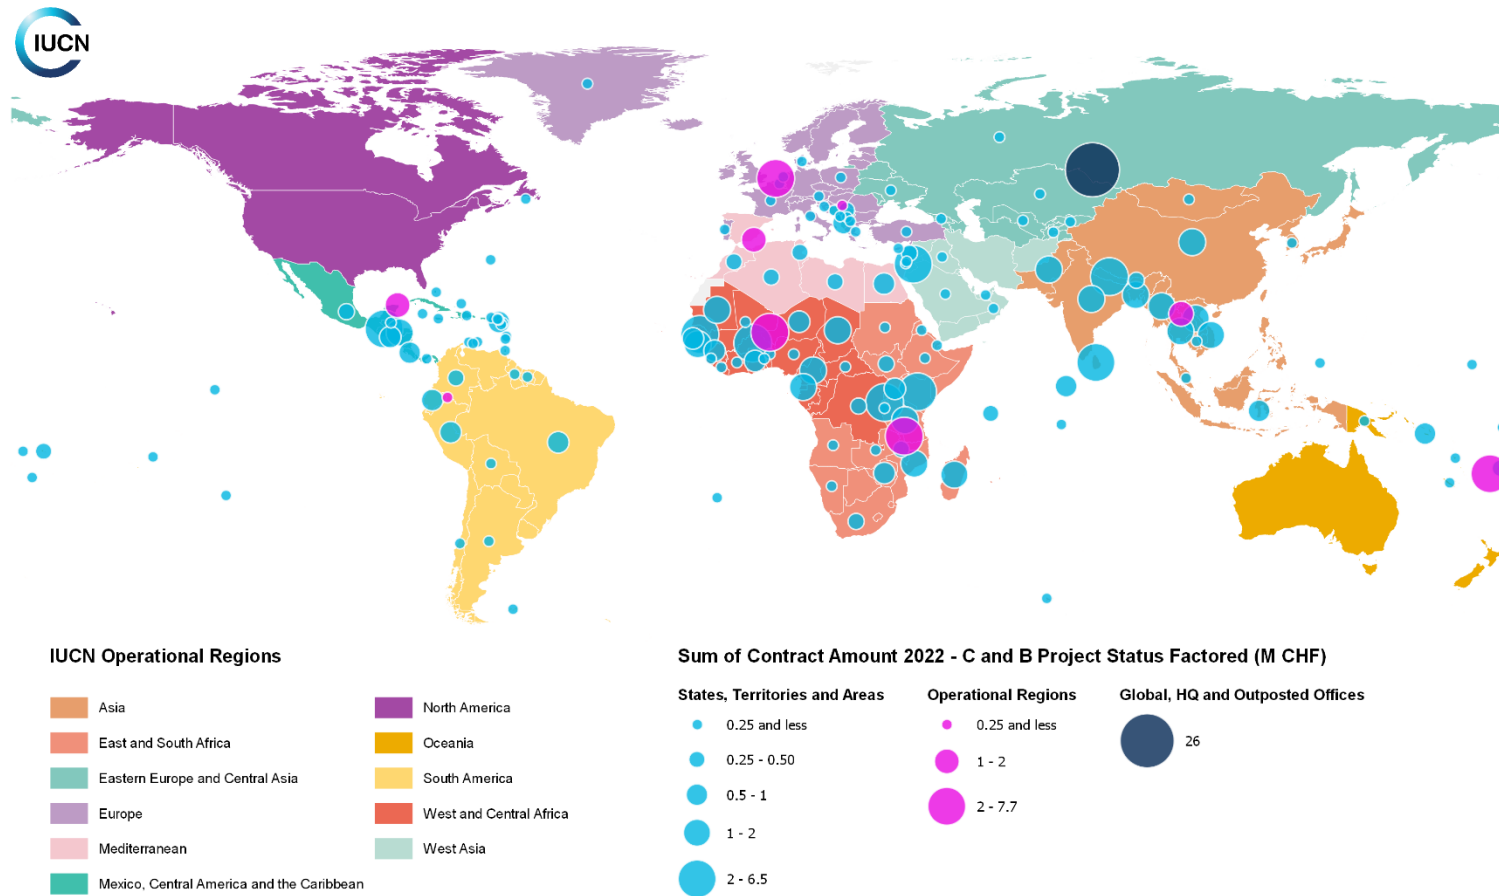 IUCN
IUCN Operational Regions
Asia
East and South Africa
Eastern Europe and Central Asia
Europe
Mediterranean
Mexico, Central America and the Caribbean
North America
Oceania
South America
West and Central Africa
West Asia
Sum of Contract Amount 2022 - C and B Project Status Factored (M CHF)
States, Territories and Areas
0.25 and less
0.25 - 0.50
0.5 - 1
1 - 2
2 - 6.5
Operational Regions
0.25 and less
1 - 2
2 - 7.7
Global, HQ and Outposted Offices
26